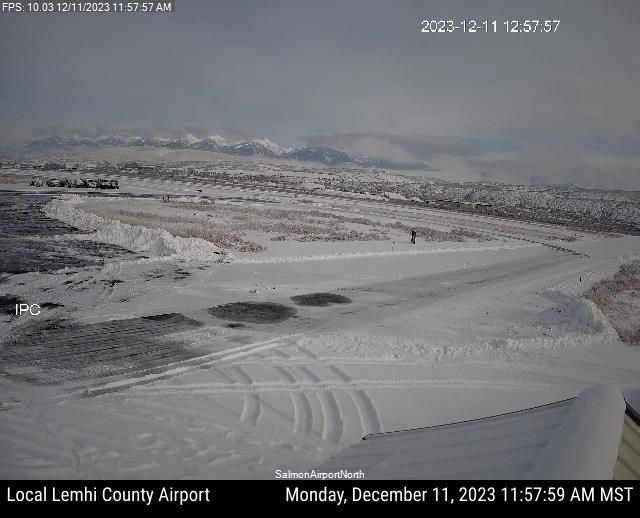 FPS: 10.03 12/11/2023 11:57:57 AM
2023-12-11 12:57:57
IPC
SalmonAirportNorth
Local Lemhi County Airport
Monday, December 11, 2023 11:57:59 AM MST